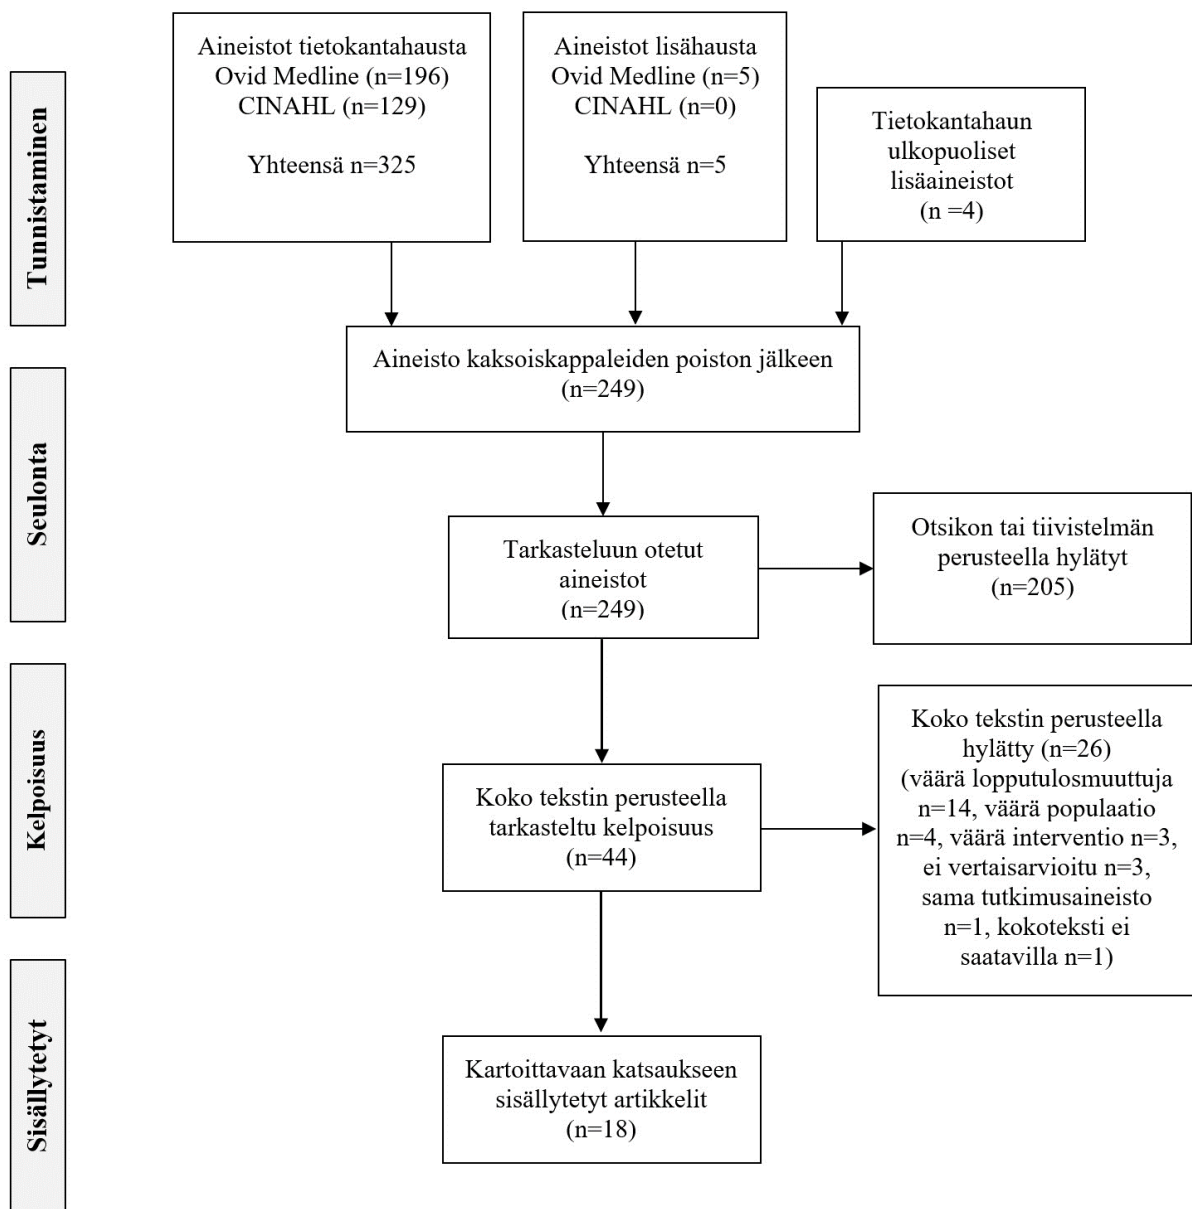 Tunnistaminen
Aineistot tietokantahausta
Ovid Medline (n=196)
CINAHL (n=129)
Yhteensä n=325
Aineistot lisähausta
Ovid Medline (n=5)
CINAHL (n=0)
Yhteensä n=5
Tietokantahaun
ulkopuoliset
lisäaineistot
(n =4)
Aineisto kaksoiskappaleiden poiston jälkeen
(n=249)
Seulonta
Tarkasteluun otetut
aineistot
(n=249)
Otsikon tai tiivistelmän
perusteella hylätyt
(n=205)
Kelpoisuus
Koko tekstin perusteella
tarkasteltu kelpoisuus
(n=44)
Koko tekstin perusteella
hylätty (n=26)
(väärä lopputulosmuuttuja
n=14, väärä populaatio
n=4, väärä interventio n=3,
ei vertaisarvioitu n=3,
sama tutkimusaineisto
n=1, kokoteksti ei
saatavilla n=1)
Sisällytetyt
Kartoittavaan katsaukseen
sisällytetyt artikkelit
(n=18)